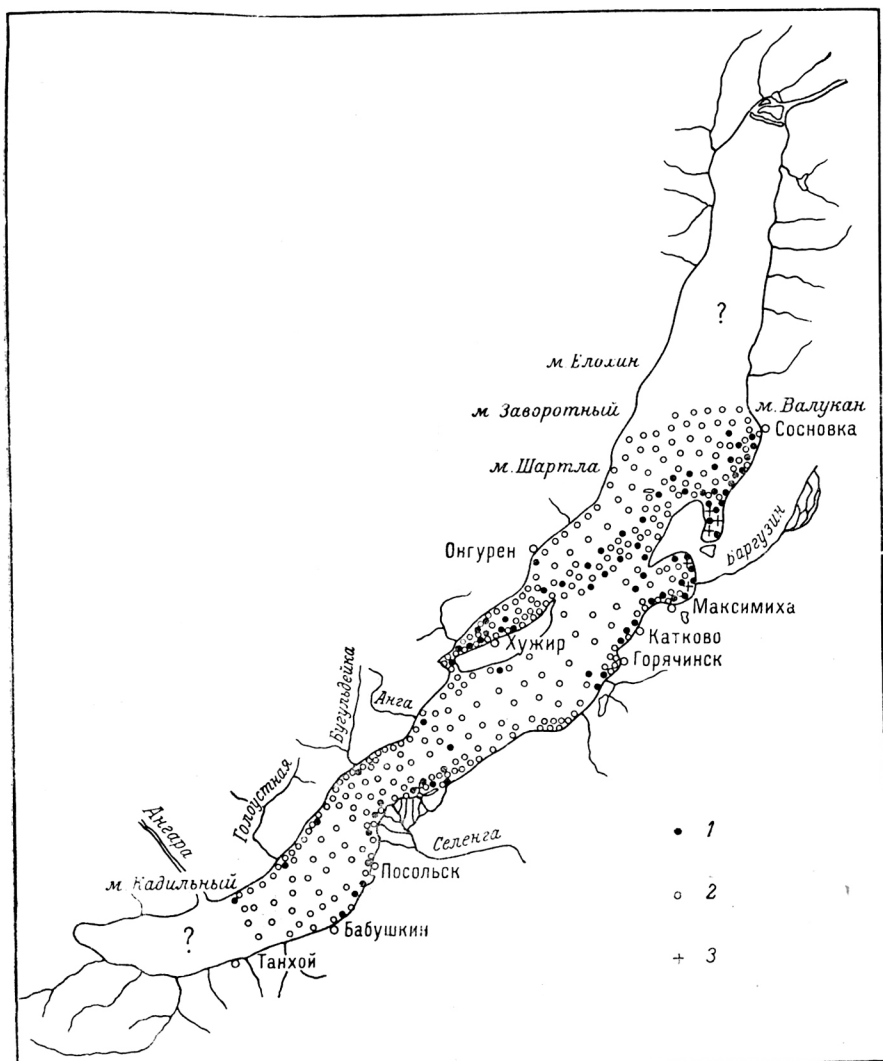 ?
м. Елолин
м. Заворотный
м. Валукан
Сосновка
м. Шартла
Баргузин
Онгурен
Максимиха
Хужир
Катково
Горячинск
Бугульдейка
Анга
Голоустная
Ангара
1
Селенга
м. Кадильный
Посольск
2
?
Бабушкин
Танхой
3